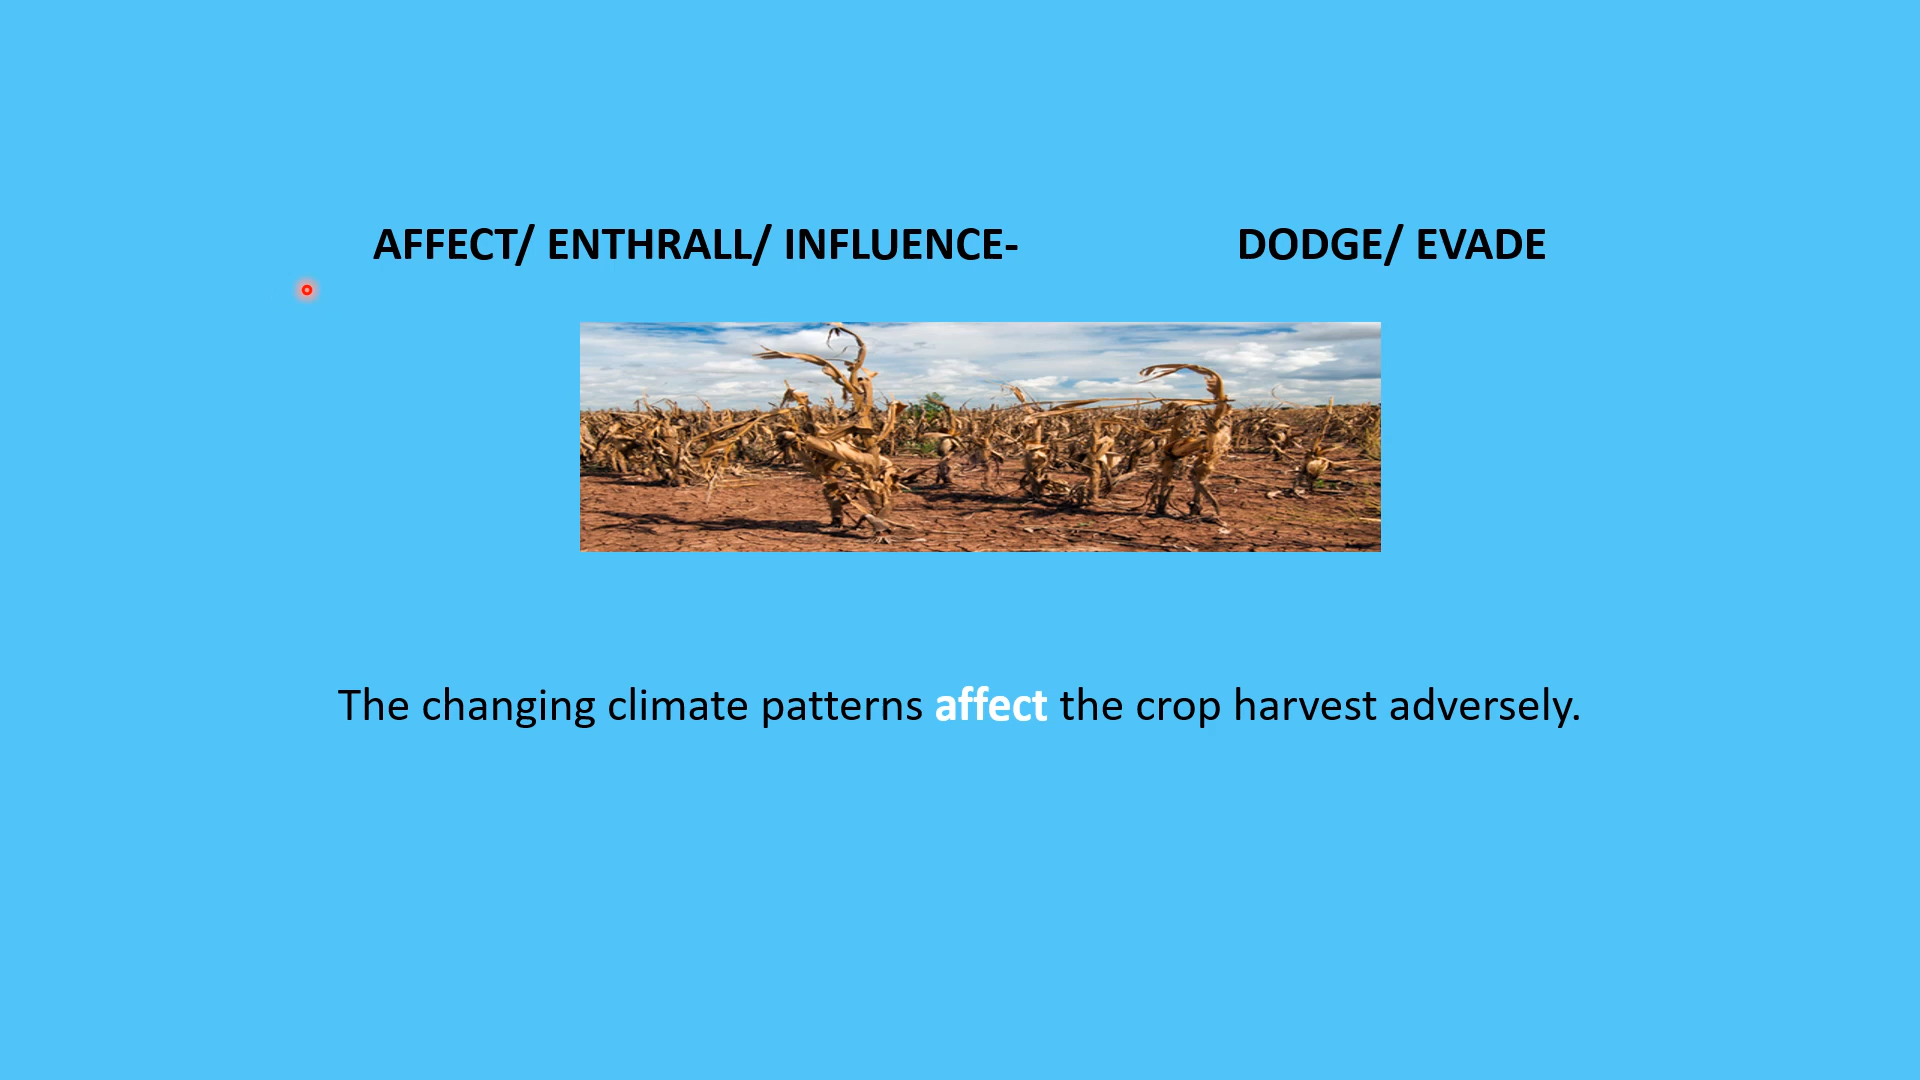 AFFECT/ ENTHRALL/ INFLUENCE- DODGE/ EVADE
The changing climate patterns affect the crop harvest adversely.